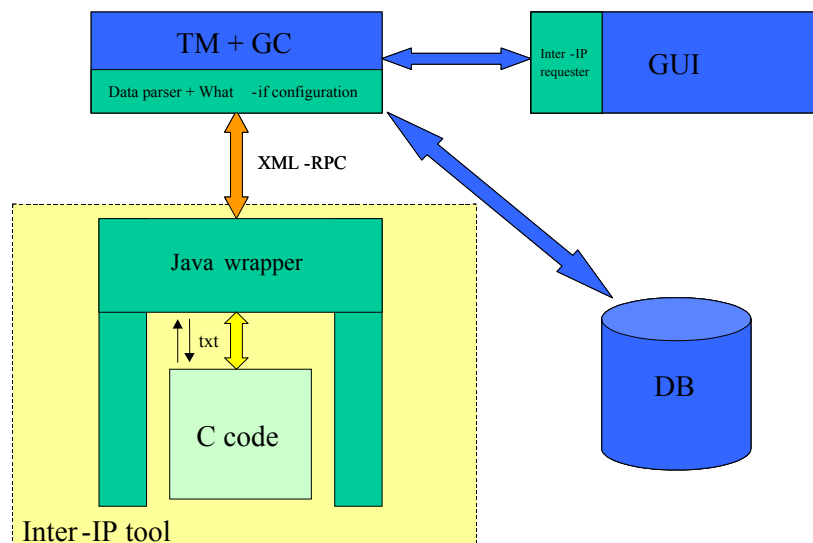 TM + GC
Data parser + What -if configuration
Inter -IP
requester
GUI
XML -RPC
Java wrapper
txt
C code
DB
Inter -IP tool